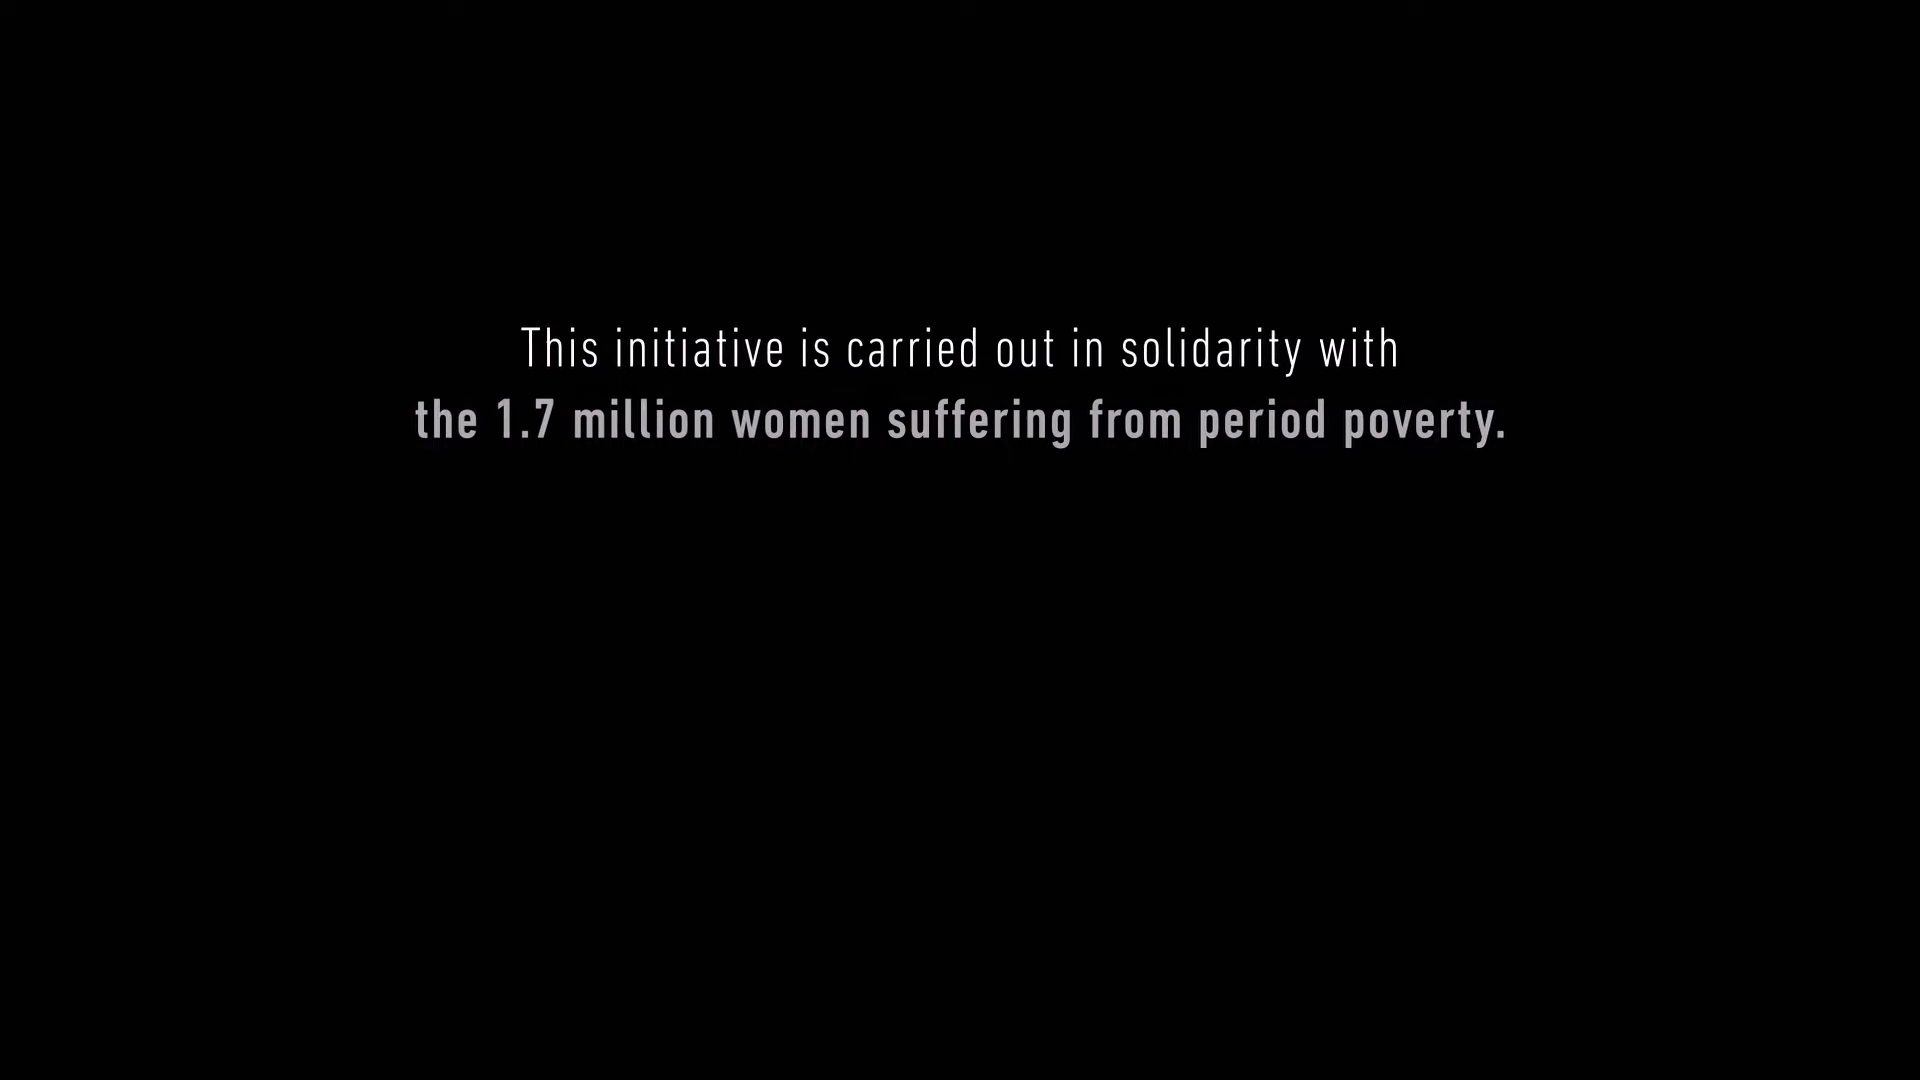 This initiative is carried out in solidarity with
the 1.7 million women suffering from period poverty.